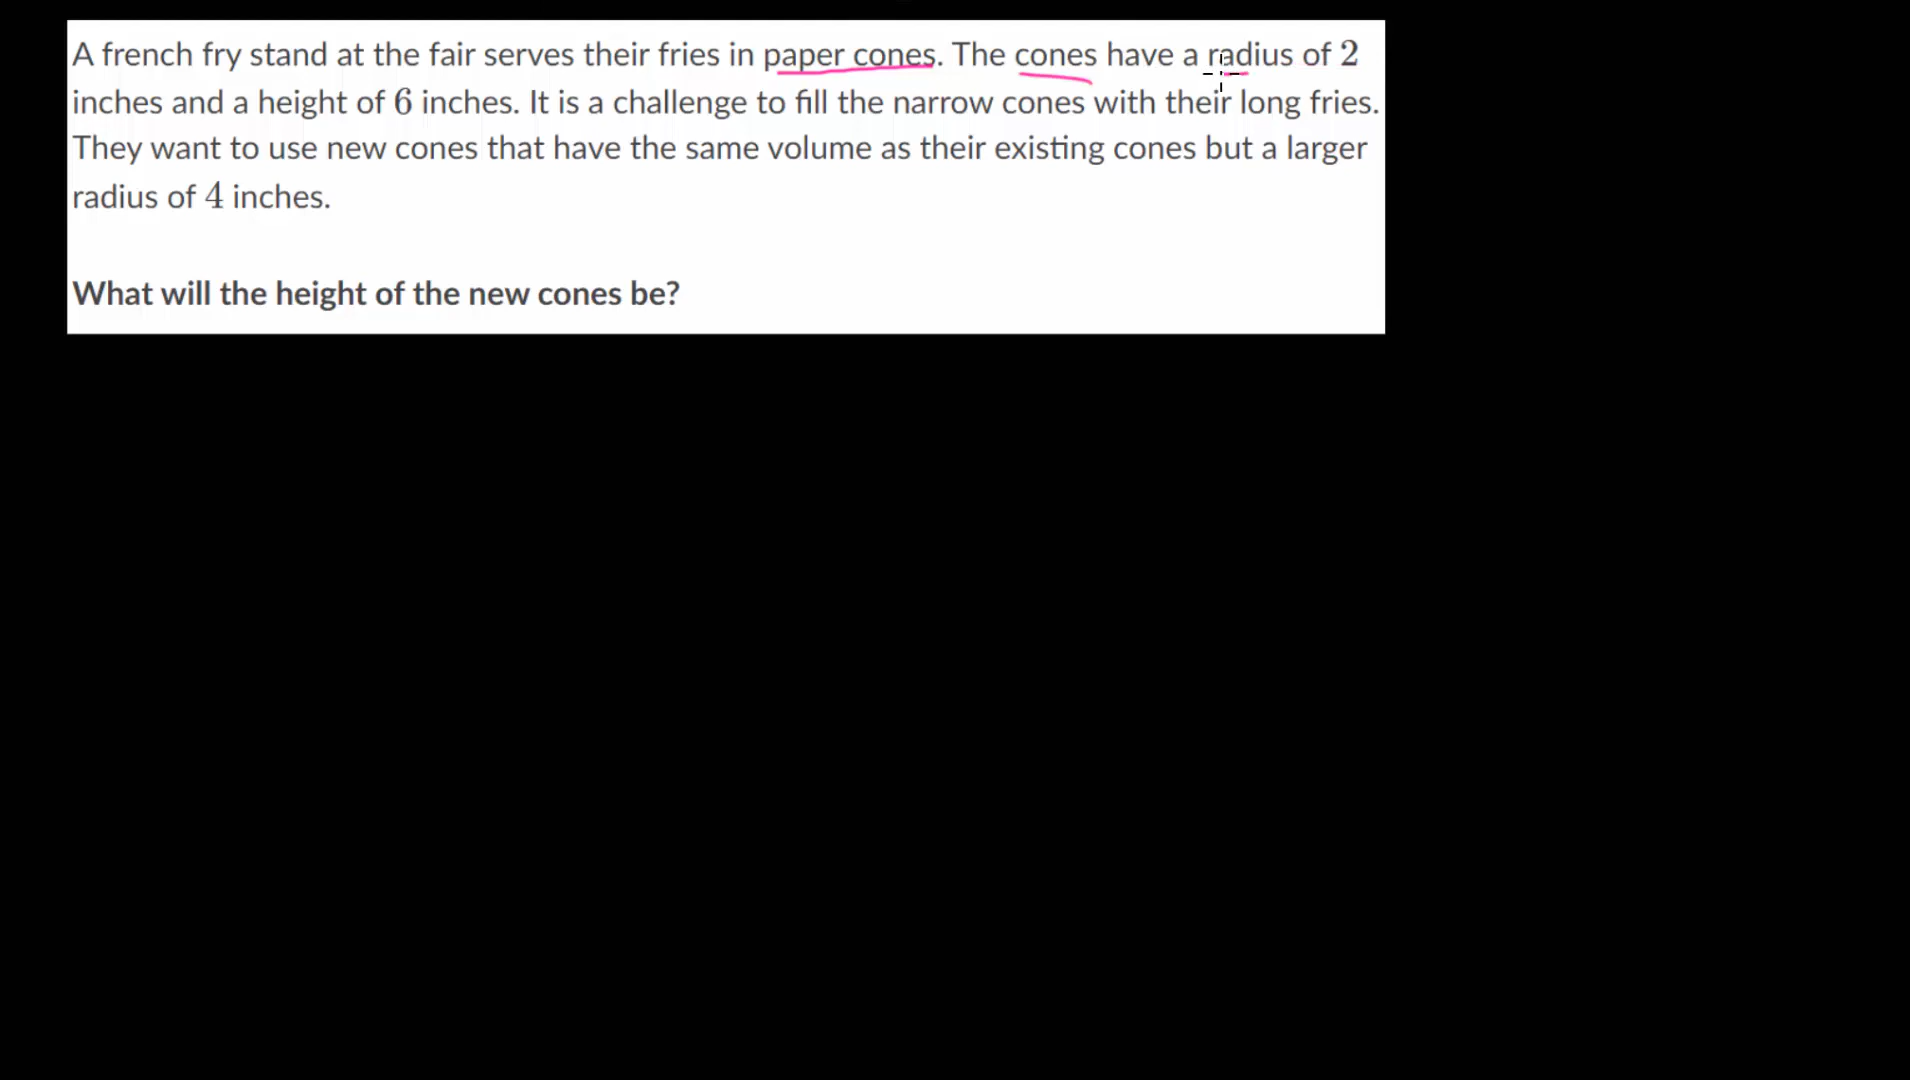 A french fry stand at the fair serves their fries in paper cones. The cones have a radius of 2
inches and a height of 6 inches. It is a challenge to fill the narrow cones with their long fries.
They want to use new cones that have the same volume as their existing cones but a larger
radius of 4 inches.
What will the height of the new cones be?